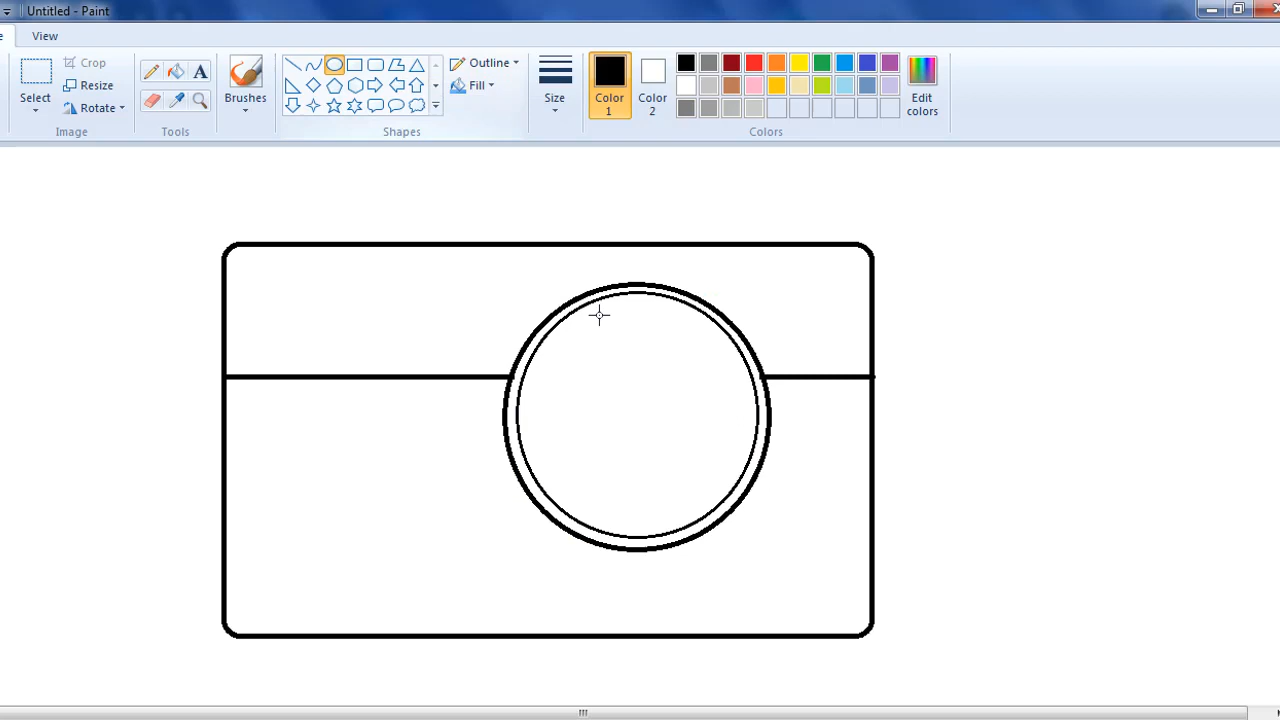 Untitled - Paint
View
Select
Crop
Resize
Rotate
Image
A
Tools
Brushes
Shapes
Outline
Fill
Size
Color 1
Color 2
Colors
Edit colors